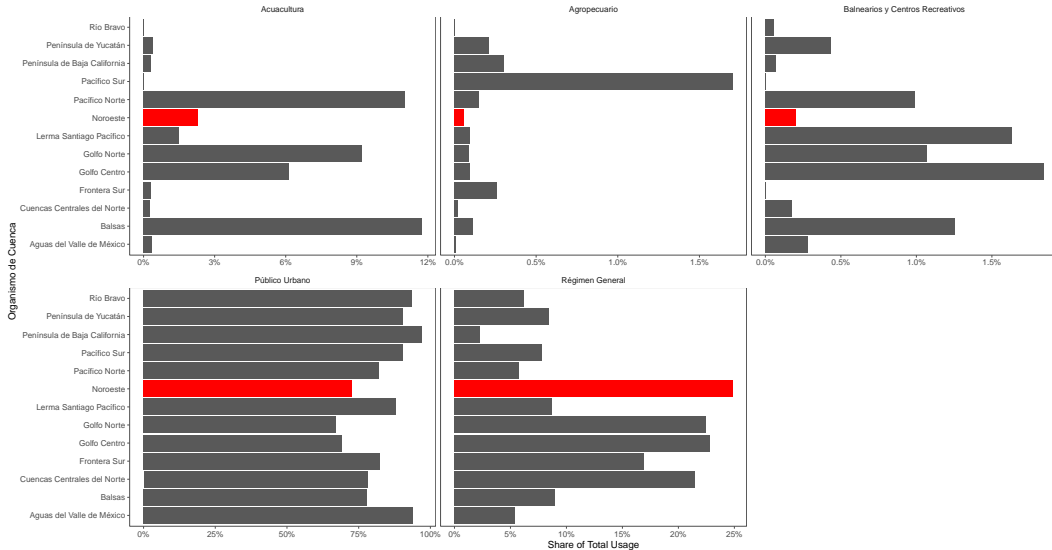 Acuacultura
Agropecuario
Balnearios y Centros Recreativos
Río Bravo
Península de Yucatán
Península de Baja California
Pacífico Sur
Pacífico Norte
Noroeste
Lerma Santiago Pacífico
Golfo Norte
Golfo Centro
Frontera Sur
Cuencas Centrales del Norte
Balsas
Aguas del Valle de México
0% 3% 6% 9% 12%
0.0% 0.5% 1.0% 1.5%
0.0% 0.5% 1.0% 1.5%
Organismo de Cuenca
Público Urbano
Régimen General
Río Bravo
Península de Yucatán
Península de Baja California
Pacífico Sur
Pacífico Norte
Noroeste
Lerma Santiago Pacífico
Golfo Norte
Golfo Centro
Frontera Sur
Cuencas Centrales del Norte
Balsas
Aguas del Valle de México
0% 25% 50% 75% 100%
0% 5% 10% 15% 20% 25%
Share of Total Usage